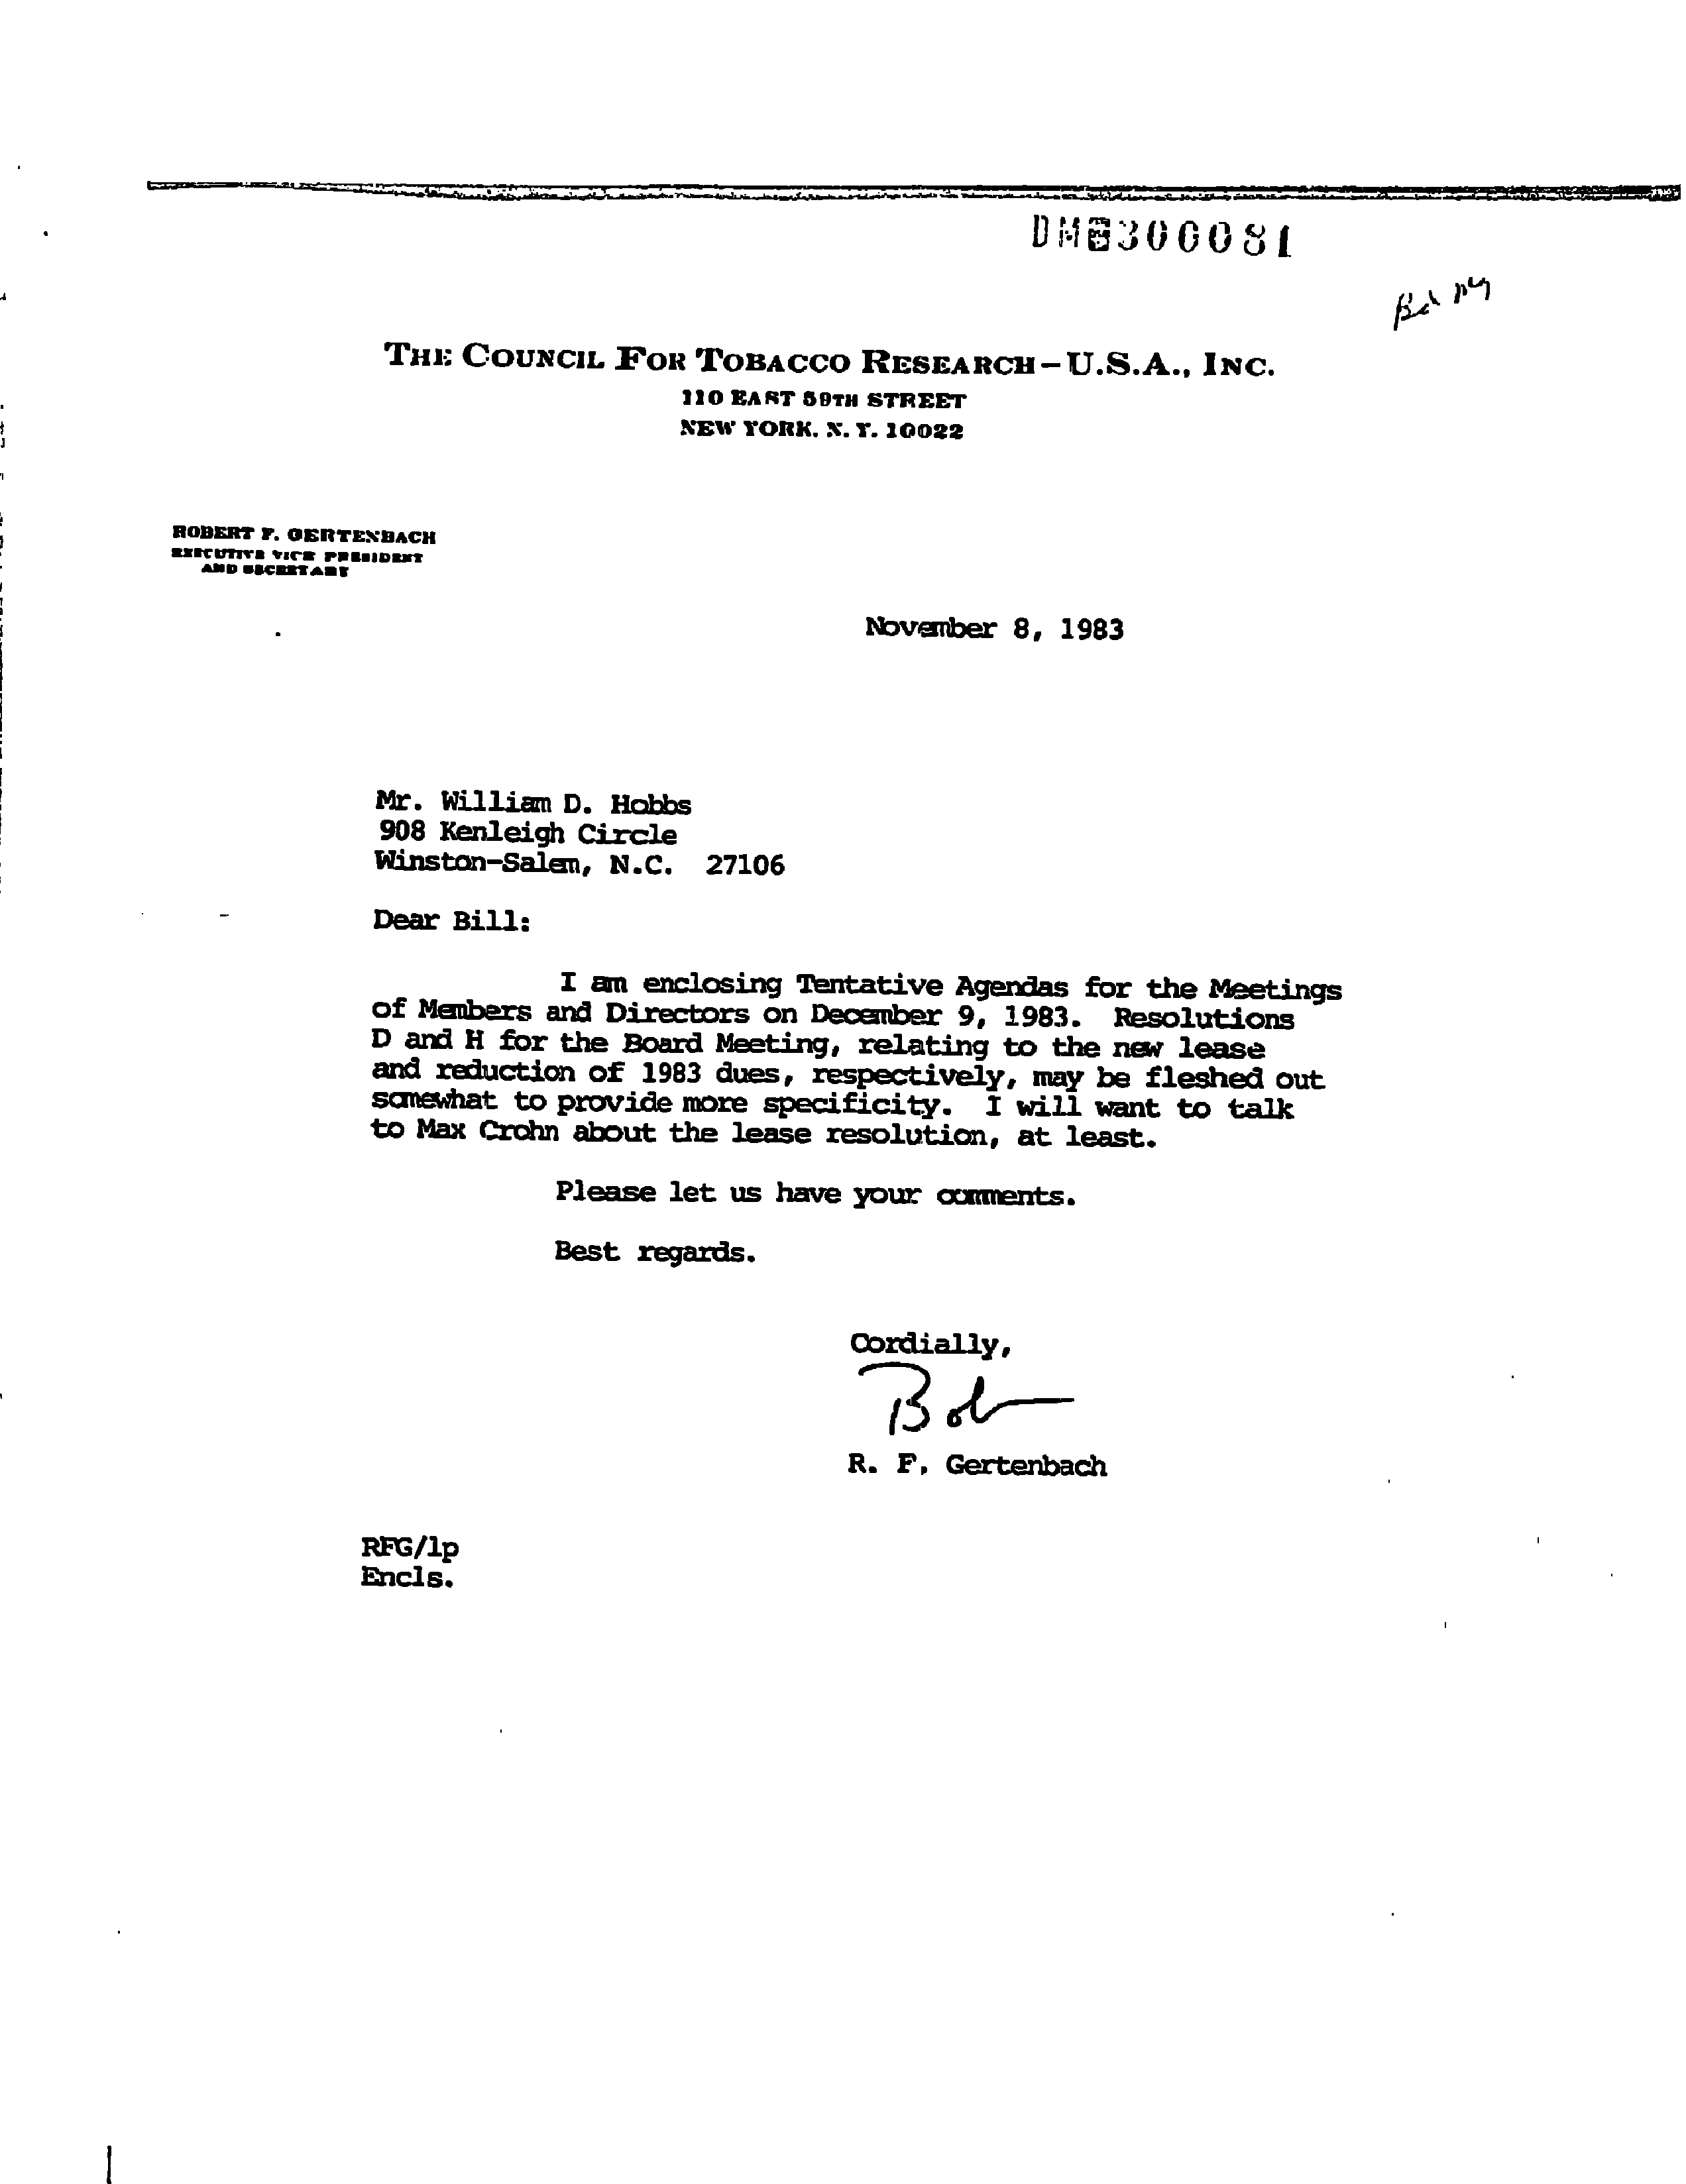 300081
THE COUNCIL FOR TOBACCO RESEARCH-U.S.A., INC.
110 EAST 59TH STREET
NEW YORK, N. Y. 10022
ROBERT F. GERTENBACH
EXECUTIVE VICE PRESIDENT
AND SECRETARY
November 8, 1983
Mr. William D. Hobbs
908 Kenleigh Circle
Winston-Salem, N.C. 27106
Dear Bill:
I am enclosing Tentative Agendas for the Meetings
of Members and Directors on December 9, 1983. Resolutions
D and H for the Board Meeting, relating to the new lease
and reduction of 1983 dues, respectively, may be fleshed out
somewhat to provide more specificity. I will want to talk
to Max Crohn about the lease resolution, at least.
Please let us have your comments.
Best regards.
Cordially,
Bob
R. F. Gertenbach
RFG/lp
Encls.